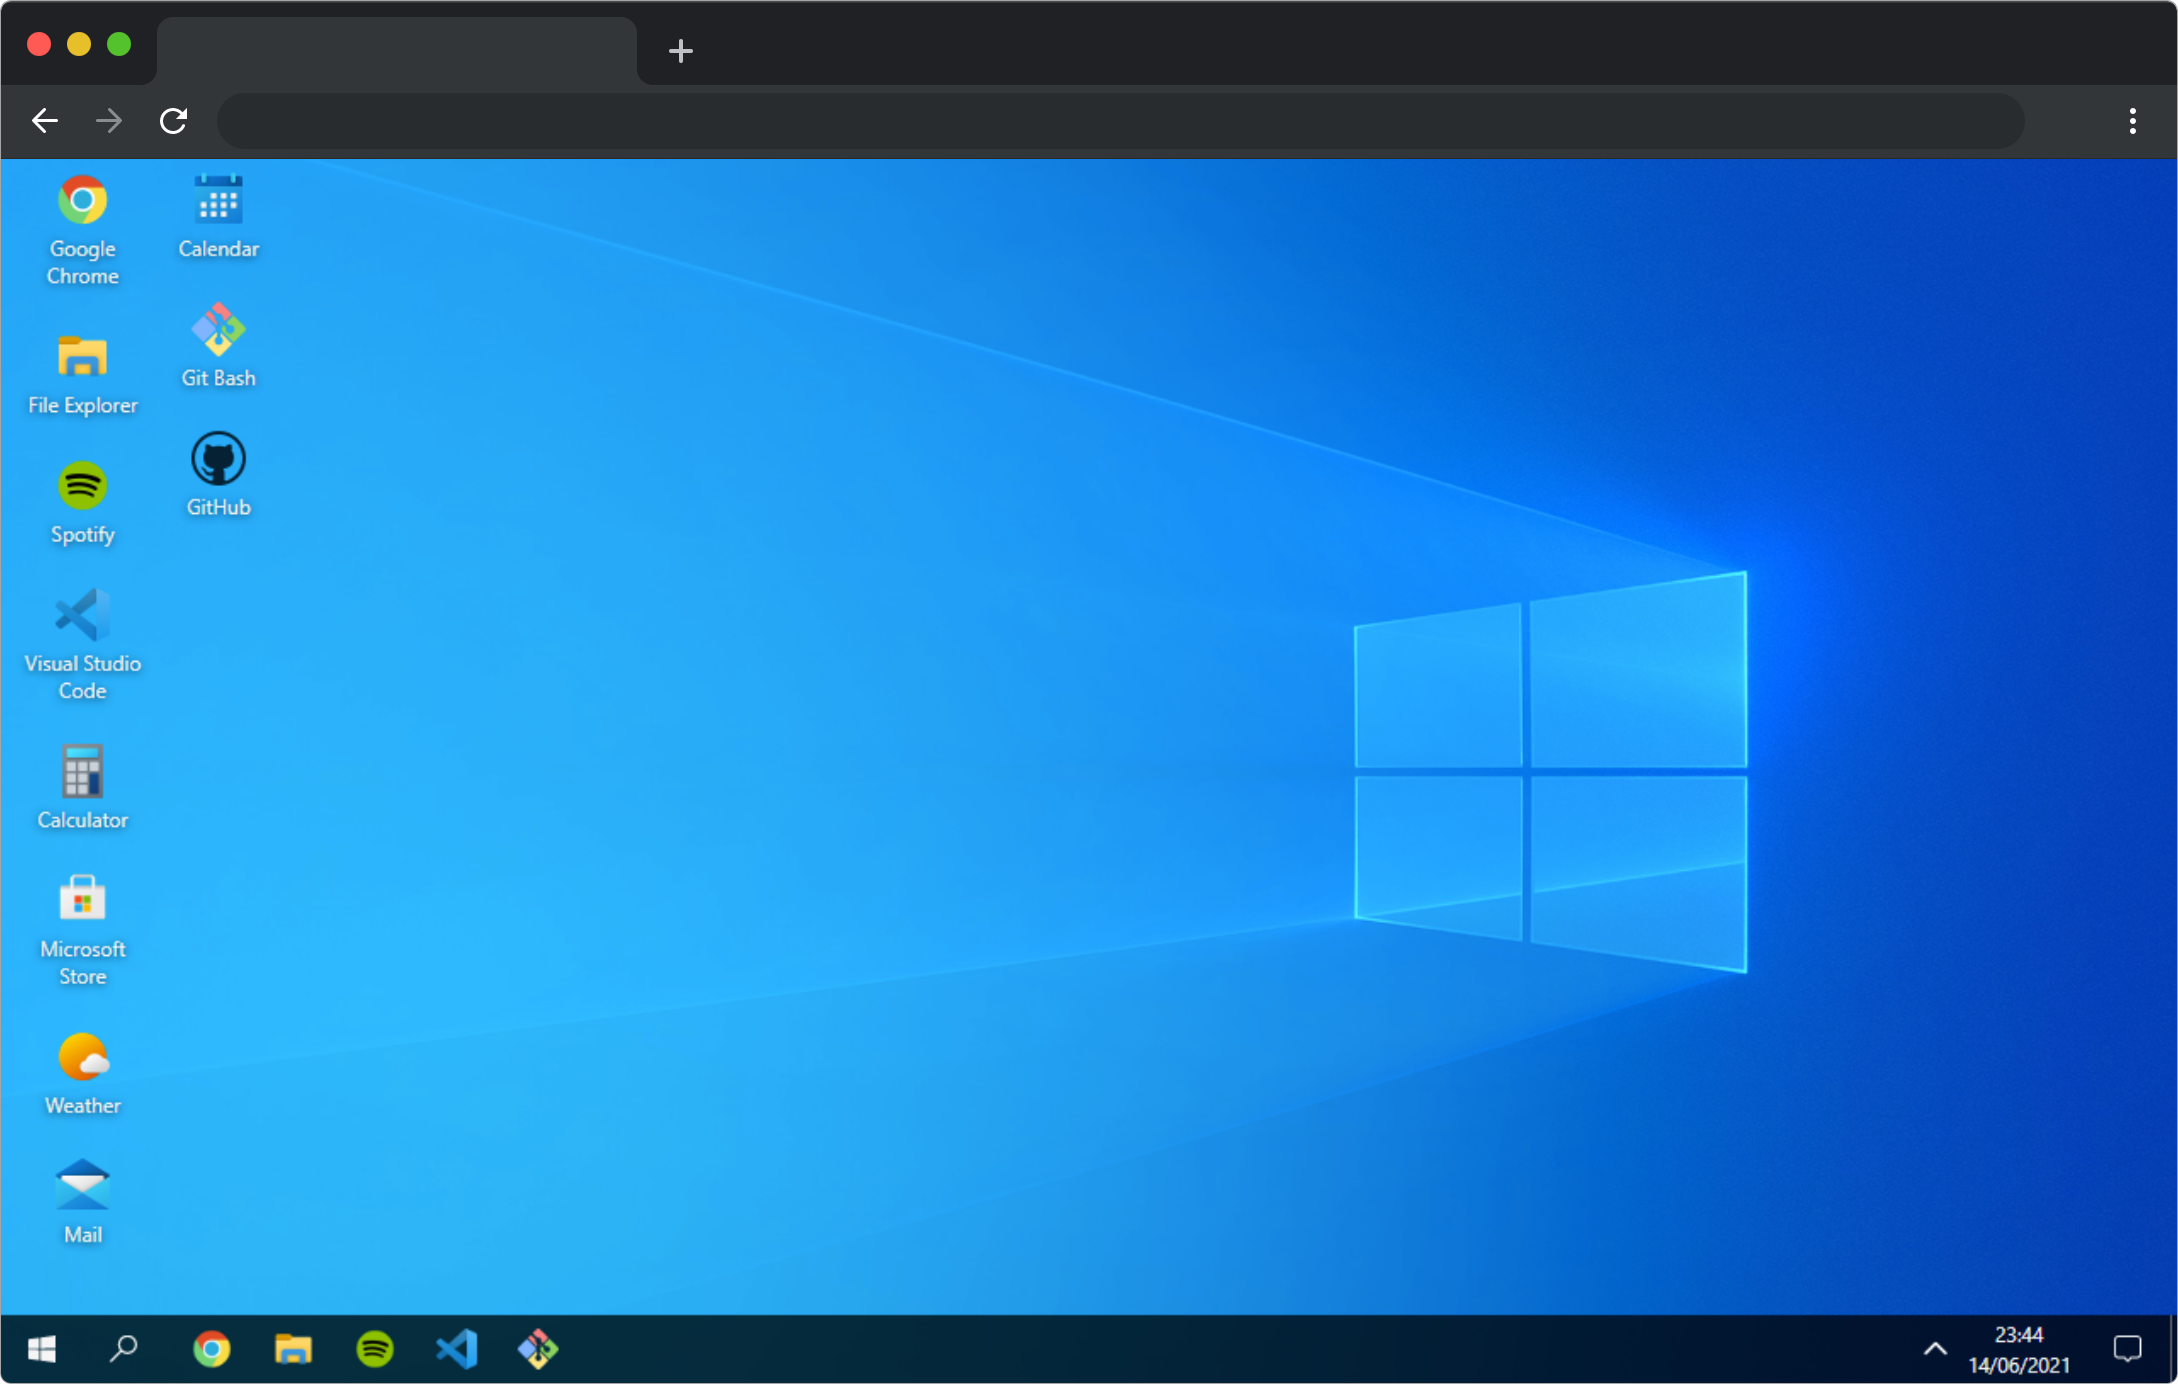 Google
Chrome
File Explorer
Spotify
Visual Studio
Code
Calculator
Microsoft
Store
Weather
Mail
Calendar
Git Bash
GitHub
23:44
14/06/2021